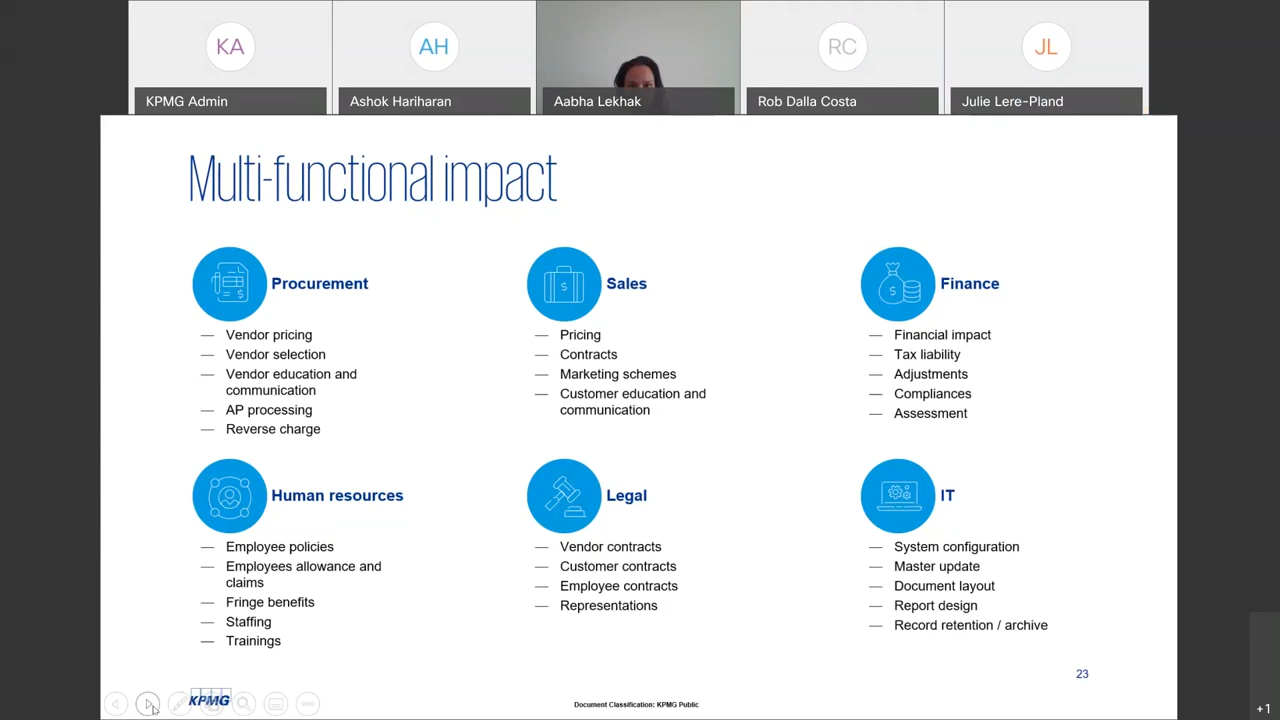 KA
AH
RC
JL
KPMG Admin
Ashok Hariharan
Aabha Lekhak
Rob Dalla Costa
Julie Lere-Pland
Multi-functional impact
Procurement
— Vendor pricing
— Vendor selection
— Vendor education and
communication
— AP processing
— Reverse charge
Sales
— Pricing
— Contracts
— Marketing schemes
— Customer education and
communication
Finance
— Financial impact
— Tax liability
— Adjustments
— Compliances
— Assessment
Human resources
— Employee policies
— Employees allowance and
claims
— Fringe benefits
— Staffing
— Trainings
Legal
— Vendor contracts
— Customer contracts
— Employee contracts
— Representations
IT
— System configuration
— Master update
— Document layout
— Report design
— Record retention / archive
23
KPMG
Document Classification: KPMG Public
+1